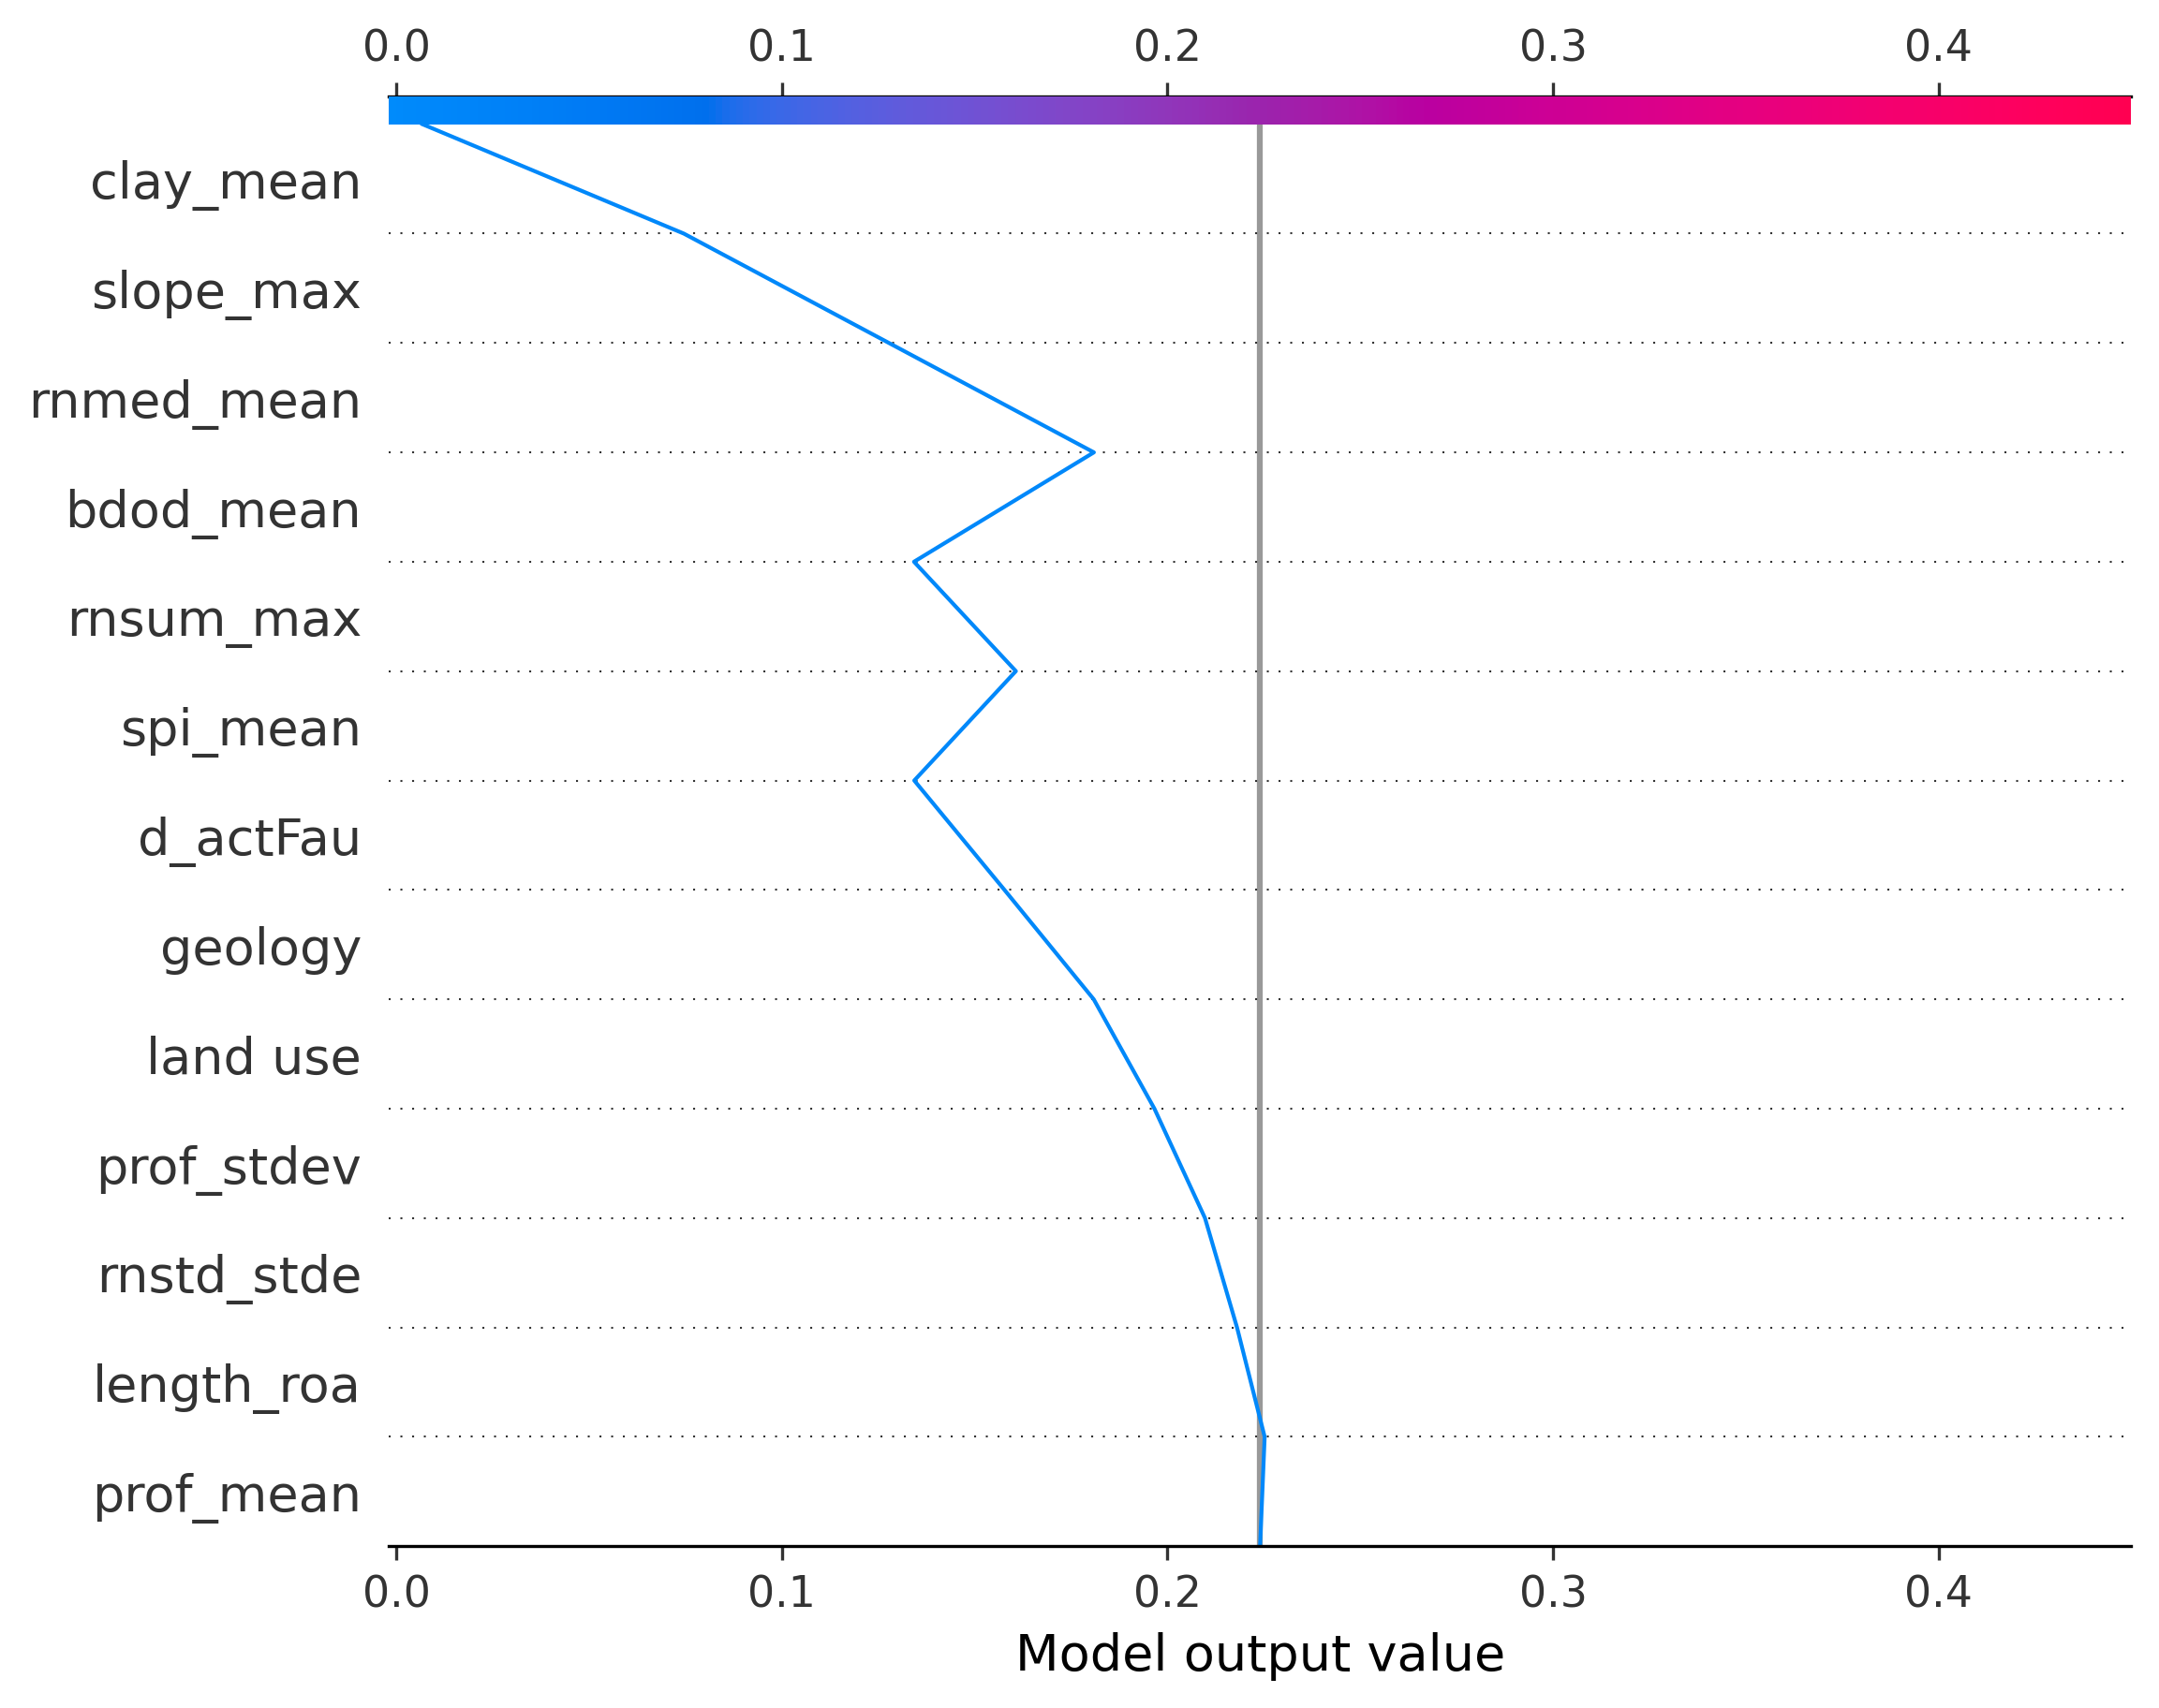 0.0 0.1 0.2 0.3 0.4
clay_mean
slope_max
rnmed_mean
bdod_mean
rnsum_max
spi_mean
d_actFau
geology
land use
prof_stdev
rnstd_stde
length_roa
prof_mean
0.0 0.1 0.2 0.3 0.4
Model output value